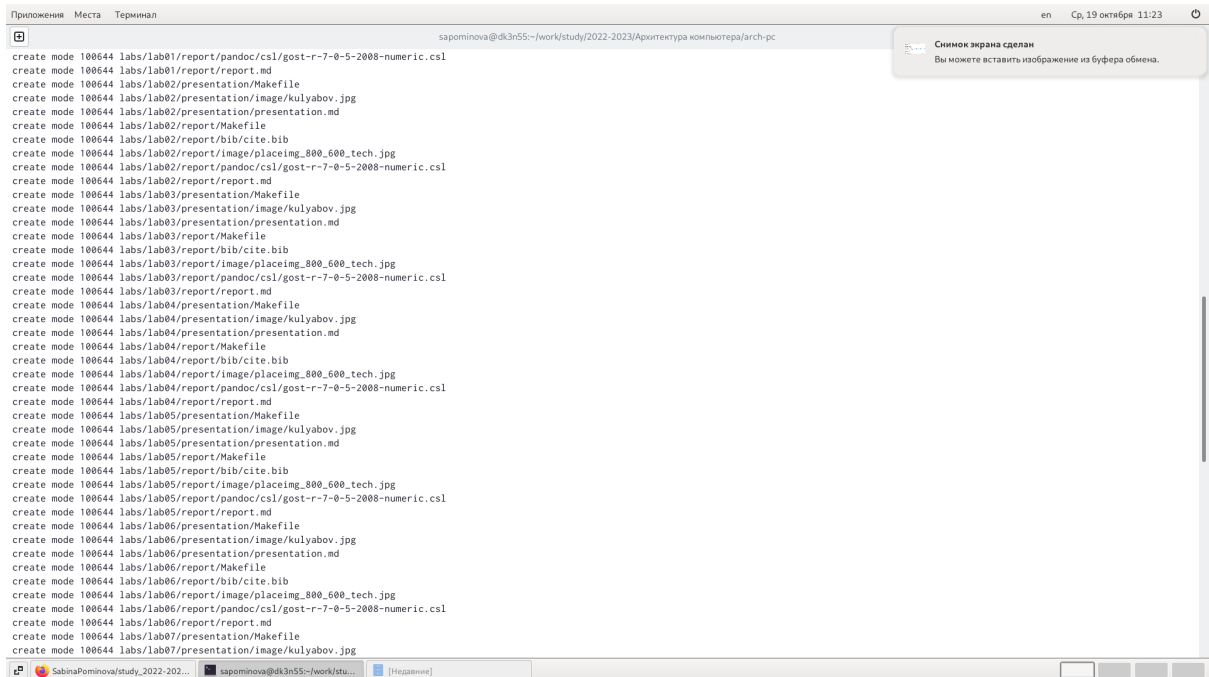 Приложения Места Терминал
en Ср, 19 октября 11:23
sapominova@dk3n55:~/work/study/2022-2023/Архитектура компьютера/arch-pc
Снимок экрана сделан
Вы можете вставить изображение из буфера обмена.
create mode 100644 labs/lab01/report/pandoc/csl/gost-r-7-0-5-2008-numeric.csl
create mode 100644 labs/lab01/report/report.md
create mode 100644 labs/lab02/presentation/Makefile
create mode 100644 labs/lab02/presentation/image/kulyabov.jpg
create mode 100644 labs/lab02/presentation/presentation.md
create mode 100644 labs/lab02/report/Makefile
create mode 100644 labs/lab02/report/bib/cite.bib
create mode 100644 labs/lab02/report/image/placeimg_800_600_tech.jpg
create mode 100644 labs/lab02/report/pandoc/csl/gost-r-7-0-5-2008-numeric.csl
create mode 100644 labs/lab02/report/report.md
create mode 100644 labs/lab03/presentation/Makefile
create mode 100644 labs/lab03/presentation/image/kulyabov.jpg
create mode 100644 labs/lab03/presentation/presentation.md
create mode 100644 labs/lab03/report/Makefile
create mode 100644 labs/lab03/report/bib/cite.bib
create mode 100644 labs/lab03/report/image/placeimg_800_600_tech.jpg
create mode 100644 labs/lab03/report/pandoc/csl/gost-r-7-0-5-2008-numeric.csl
create mode 100644 labs/lab03/report/report.md
create mode 100644 labs/lab04/presentation/Makefile
create mode 100644 labs/lab04/presentation/image/kulyabov.jpg
create mode 100644 labs/lab04/presentation/presentation.md
create mode 100644 labs/lab04/report/Makefile
create mode 100644 labs/lab04/report/bib/cite.bib
create mode 100644 labs/lab04/report/image/placeimg_800_600_tech.jpg
create mode 100644 labs/lab04/report/pandoc/csl/gost-r-7-0-5-2008-numeric.csl
create mode 100644 labs/lab04/report/report.md
create mode 100644 labs/lab05/presentation/Makefile
create mode 100644 labs/lab05/presentation/image/kulyabov.jpg
create mode 100644 labs/lab05/presentation/presentation.md
create mode 100644 labs/lab05/report/Makefile
create mode 100644 labs/lab05/report/bib/cite.bib
create mode 100644 labs/lab05/report/image/placeimg_800_600_tech.jpg
create mode 100644 labs/lab05/report/pandoc/csl/gost-r-7-0-5-2008-numeric.csl
create mode 100644 labs/lab05/report/report.md
create mode 100644 labs/lab06/presentation/Makefile
create mode 100644 labs/lab06/presentation/image/kulyabov.jpg
create mode 100644 labs/lab06/presentation/presentation.md
create mode 100644 labs/lab06/report/Makefile
create mode 100644 labs/lab06/report/bib/cite.bib
create mode 100644 labs/lab06/report/image/placeimg_800_600_tech.jpg
create mode 100644 labs/lab06/report/pandoc/csl/gost-r-7-0-5-2008-numeric.csl
create mode 100644 labs/lab06/report/report.md
create mode 100644 labs/lab07/presentation/Makefile
create mode 100644 labs/lab07/presentation/image/kulyabov.jpg
SabinaPominova/study_2022-202... sapominova@dk3n55:~/work/stu... [Недавние]